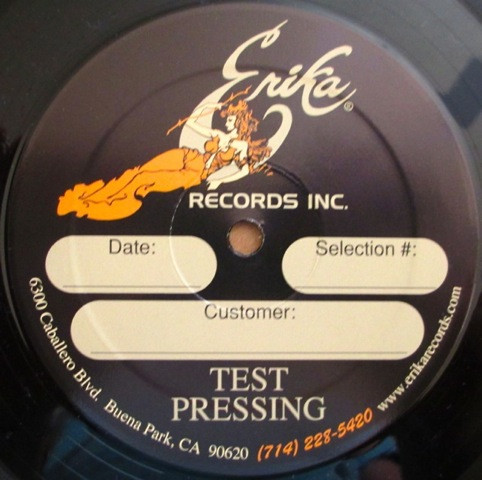 Erika®
RECORDS INC.
Date:
Selection #:
Customer:
TEST
PRESSING
6300 Caballero Blvd. Buena Park, CA 90620 (714) 228-5420 www.erikarecords.com